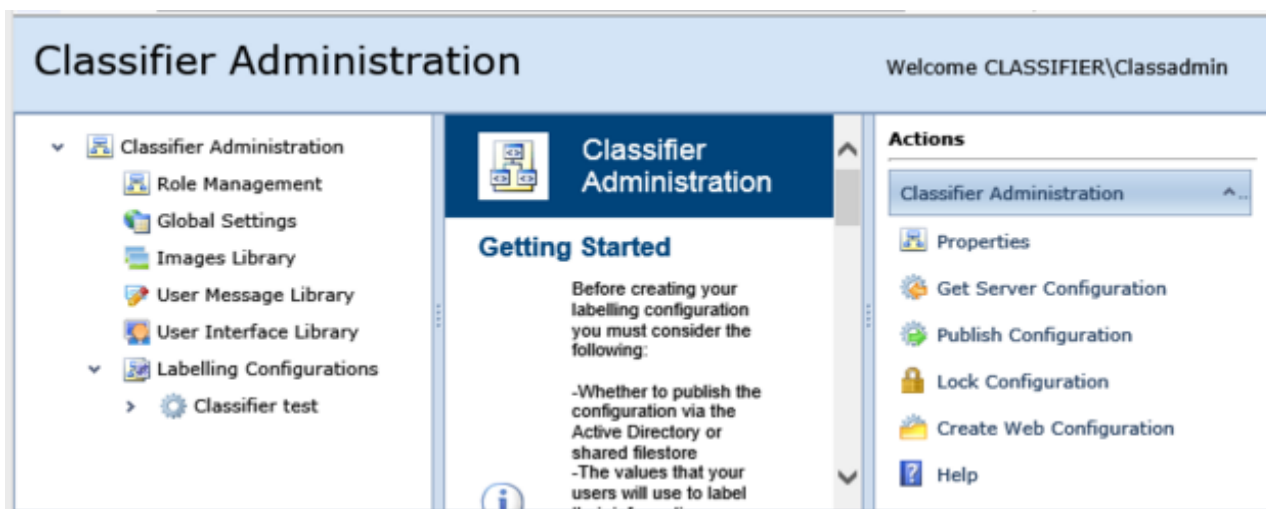 Classifier Administration
Welcome CLASSIFIER\Classadmin
Classifier Administration
Role Management
Global Settings
Images Library
User Message Library
User Interface Library
Labelling Configurations
Classifier test
Classifier
Administration
Getting Started
Before creating your
labelling configuration
you must consider the
following:
-Whether to publish the
configuration via the
Active Directory or
shared filestore
-The values that your
users will use to label
Actions
Classifier Administration
Properties
Get Server Configuration
Publish Configuration
Lock Configuration
Create Web Configuration
Help